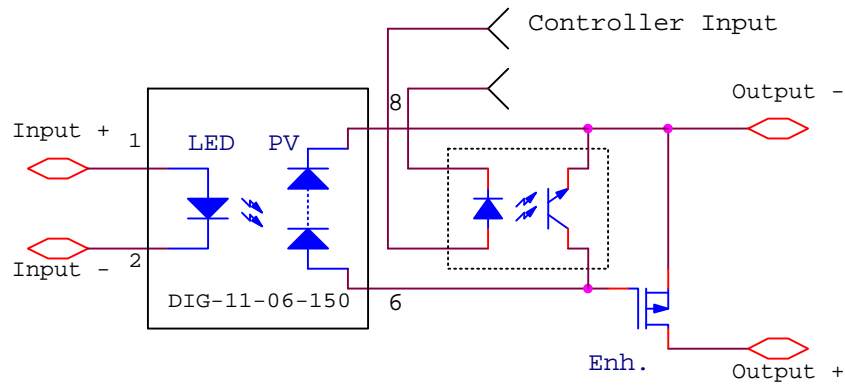 Controller Input
8
Output -
Input +
1
LED
PV
Input -
2
DIG-11-06-150
6
Enh.
Output +